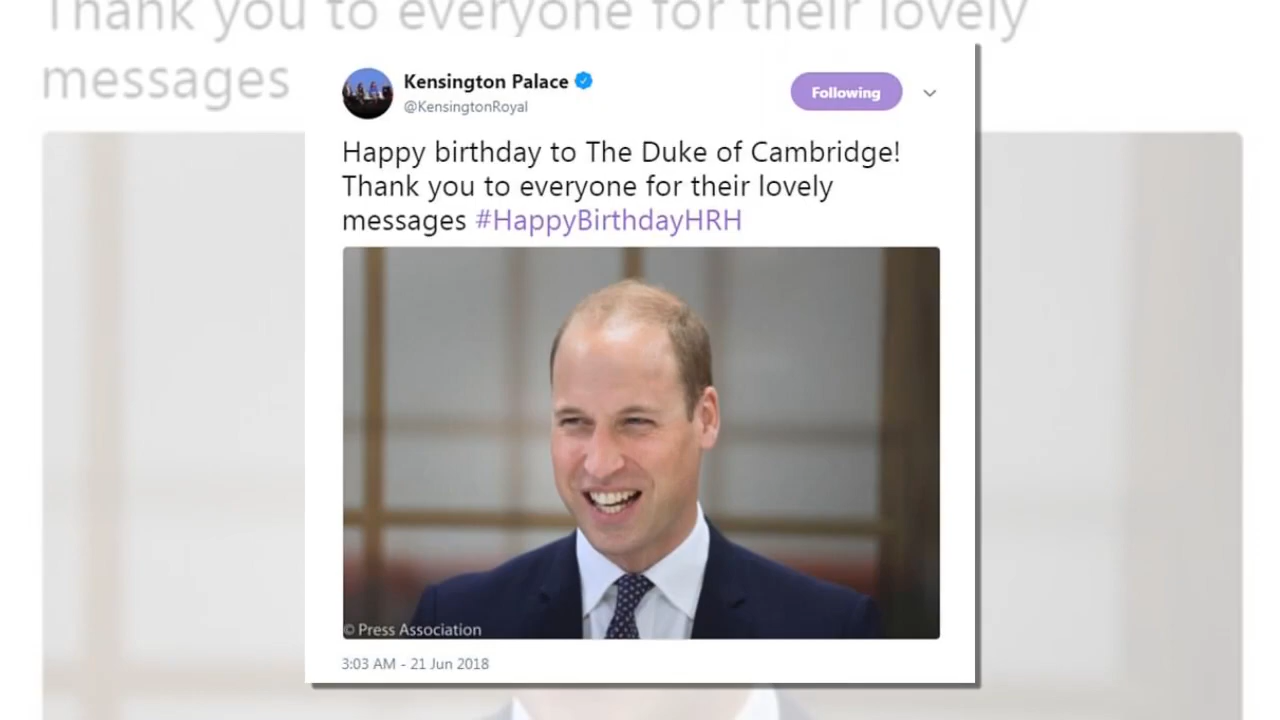 Thank you to everyone for their lovely
messages
Kensington Palace
@KensingtonRoyal
Following
Happy birthday to The Duke of Cambridge!
Thank you to everyone for their lovely
messages #HappyBirthdayHRH
© Press Association
3:03 AM - 21 Jun 2018